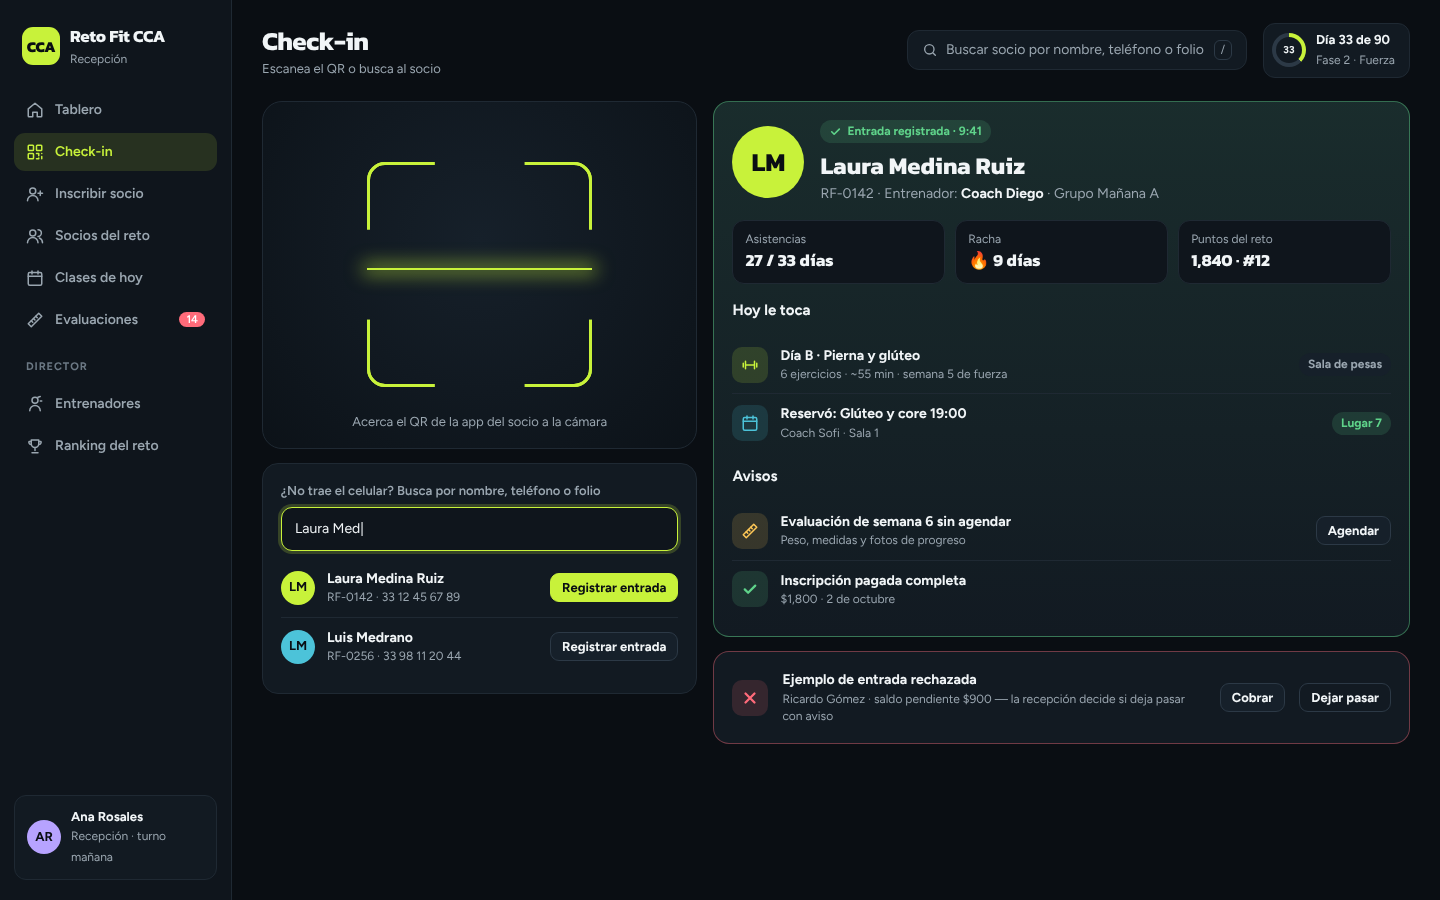 CCA
Reto Fit CCA
Recepción
Tablero
Check-in
Inscribir socio
Socios del reto
Clases de hoy
Evaluaciones 14
DIRECTOR
Entrenadores
Ranking del reto
AR
Ana Rosales
Recepción · turno
mañana
Check-in
Escanea el QR o busca al socio
Buscar socio por nombre, teléfono o folio /
33
Día 33 de 90
Fase 2 · Fuerza
Acerca el QR de la app del socio a la cámara
¿No trae el celular? Busca por nombre, teléfono o folio
Laura Med|
LM
Laura Medina Ruiz
RF-0142 · 33 12 45 67 89
Registrar entrada
LM
Luis Medrano
RF-0256 · 33 98 11 20 44
Registrar entrada
LM
Entrada registrada · 9:41
Laura Medina Ruiz
RF-0142 · Entrenador: Coach Diego · Grupo Mañana A
Asistencias
27 / 33 días
Racha
🔥 9 días
Puntos del reto
1,840 · #12
Hoy le toca
Día B · Pierna y glúteo
6 ejercicios · ~55 min · semana 5 de fuerza
Sala de pesas
Reservó: Glúteo y core 19:00
Coach Sofi · Sala 1
Lugar 7
Avisos
Evaluación de semana 6 sin agendar
Peso, medidas y fotos de progreso
Agendar
Inscripción pagada completa
$1,800 · 2 de octubre
Ejemplo de entrada rechazada
Ricardo Gómez · saldo pendiente $900 — la recepción decide si deja pasar
con aviso
Cobrar
Dejar pasar